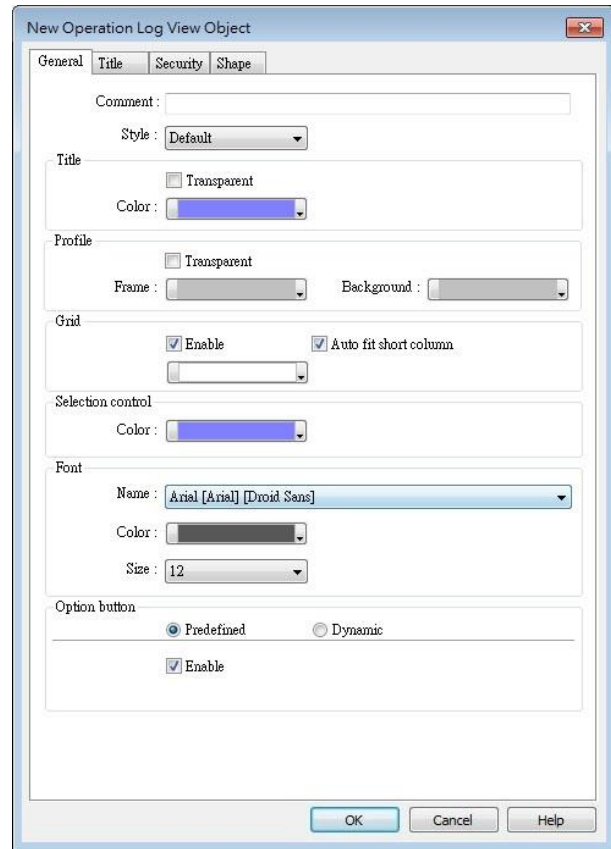 New Operation Log View Object
General Title Security Shape
Comment :
Style : Default
Title
Transparent
Color :
Profile
Transparent
Frame : Background :
Grid
Enable Auto fit short column
Selection control
Color :
Font
Name : Arial [Arial] [Droid Sans]
Color :
Size : 12
Option button
Predefined Dynamic
Enable
OK Cancel Help